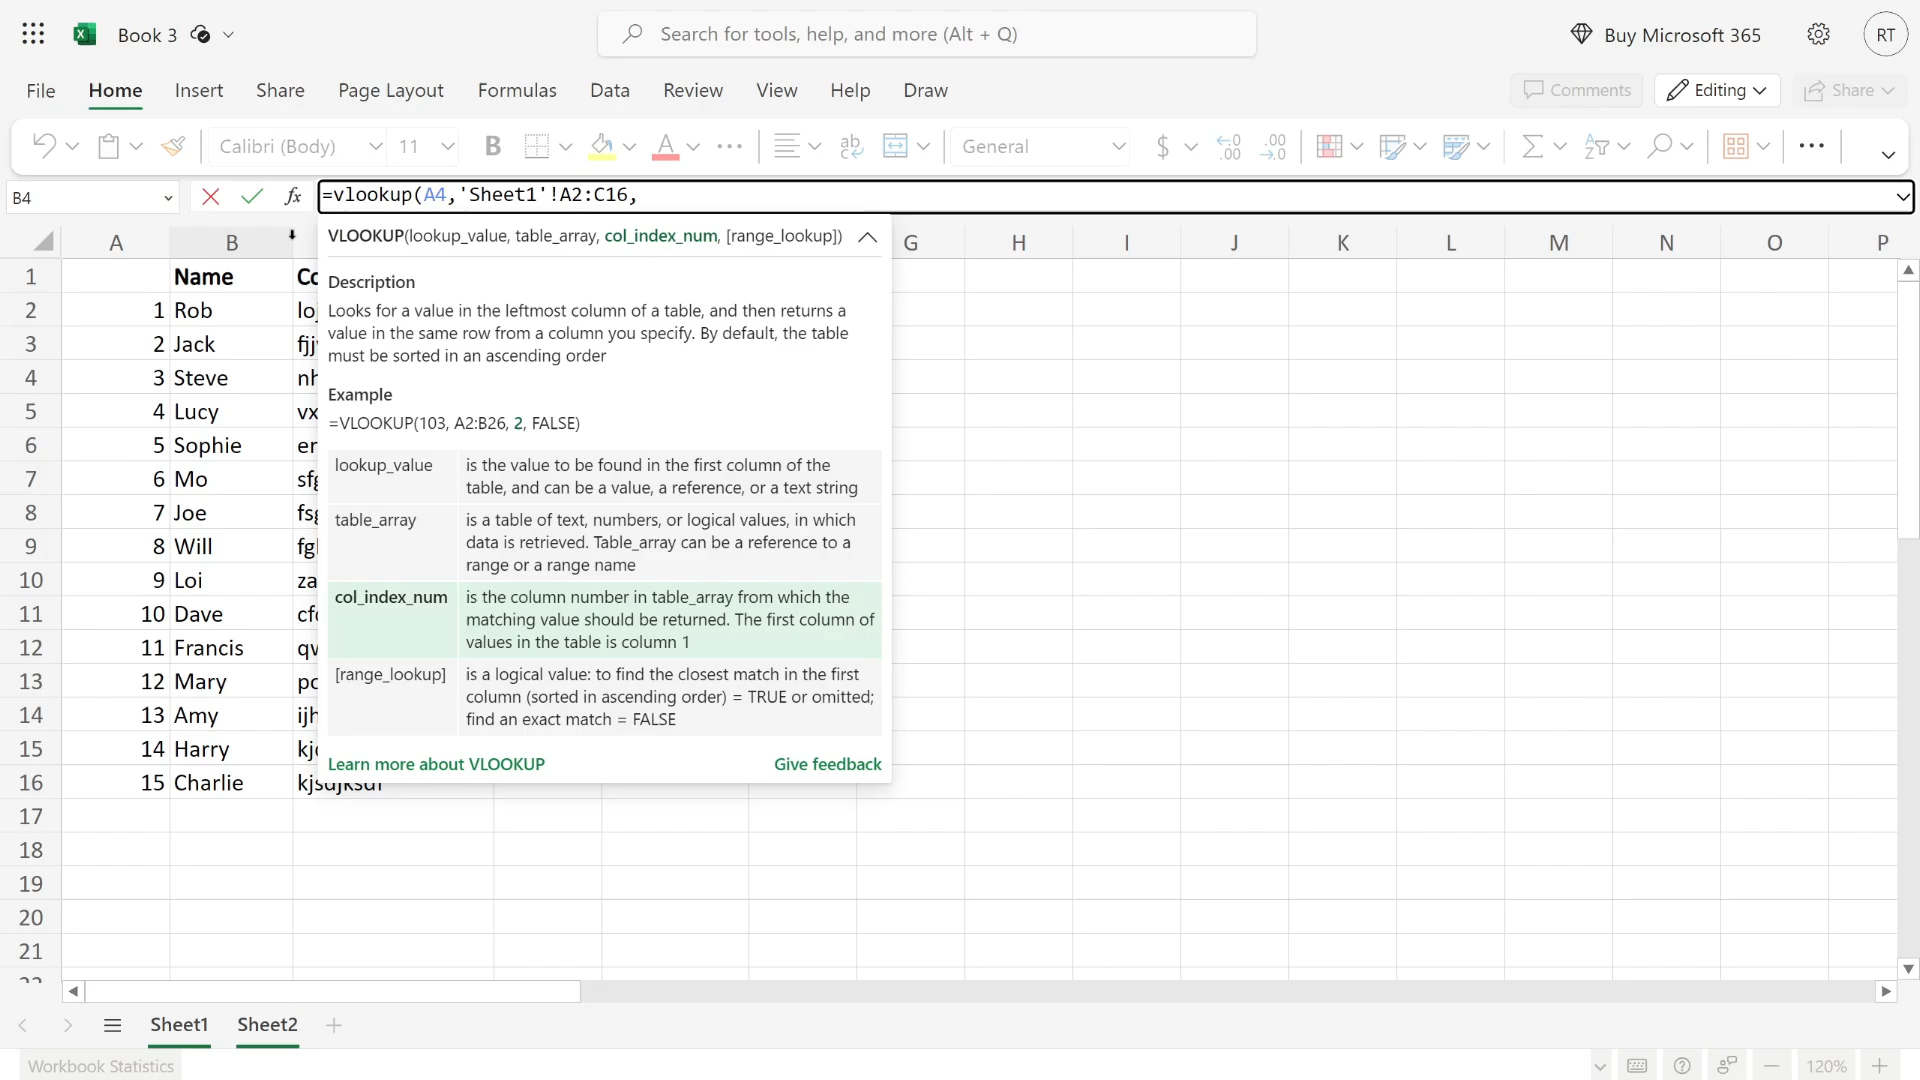 Book 3
Search for tools, help, and more (Alt + Q)
Buy Microsoft 365
RT
File Home Insert Share Page Layout Formulas Data Review View Help Draw
Comments Editing Share
Calibri (Body) 11 B A ab General $
B4 fx =vlookup(A4,'Sheet1'!A2:C16,
VLOOKUP(lookup_value, table_array, col_index_num, [range_lookup])
Description
Looks for a value in the leftmost column of a table, and then returns a
value in the same row from a column you specify. By default, the table
must be sorted in an ascending order
Example
=VLOOKUP(103, A2:B26, 2, FALSE)
lookup_value is the value to be found in the first column of the
table, and can be a value, a reference, or a text string
table_array is a table of text, numbers, or logical values, in which
data is retrieved. Table_array can be a reference to a
range or a range name
col_index_num is the column number in table_array from which the
matching value should be returned. The first column of
values in the table is column 1
[range_lookup] is a logical value: to find the closest match in the first
column (sorted in ascending order) = TRUE or omitted;
find an exact match = FALSE
Learn more about VLOOKUP Give feedback
A B G H I J K L M N O P
1 Name
2 1 Rob
3 2 Jack
4 3 Steve
5 4 Lucy
6 5 Sophie
7 6 Mo
8 7 Joe
9 8 Will
10 9 Loi
11 10 Dave
12 11 Francis
13 12 Mary
14 13 Amy
15 14 Harry
16 15 Charlie
17
18
19
20
21
Sheet1 Sheet2
Workbook Statistics 120%